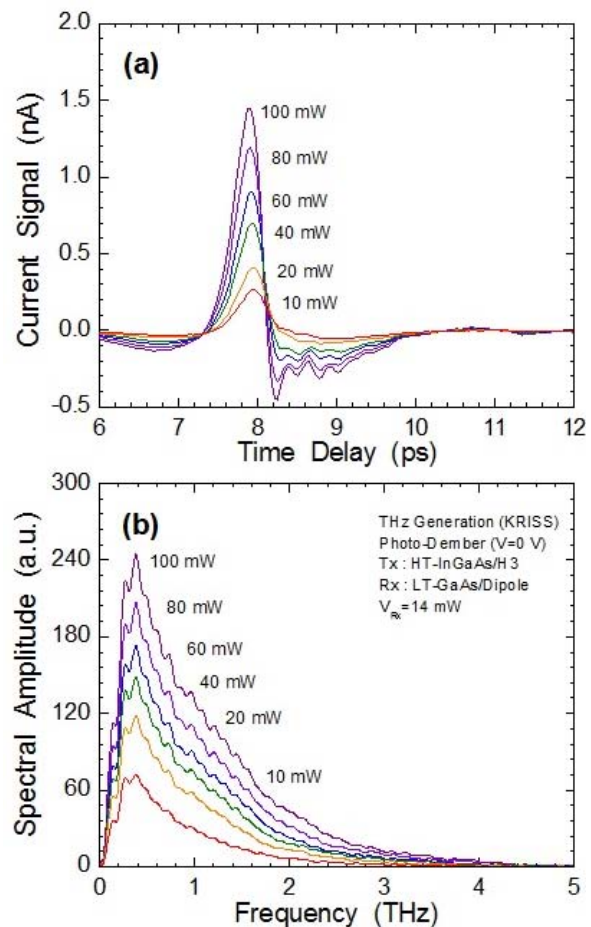 2.0
(a)
1.5
1.0
0.5
0.0
-0.5
Current Signal (nA)
100 mW
80 mW
60 mW
40 mW
20 mW
10 mW
6 7 8 9 10 11 12
Time Delay (ps)
300
(b)
240
180
120
60
0
Spectral Amplitude (a.u.)
THz Generation (KRISS)
Photo-Dember (V=0 V)
Tx : HT-InGaAs/H3
Rx : LT-GaAs/Dipole
V_Rx=14 mW
100 mW
80 mW
60 mW
40 mW
20 mW
10 mW
0 1 2 3 4 5
Frequency (THz)